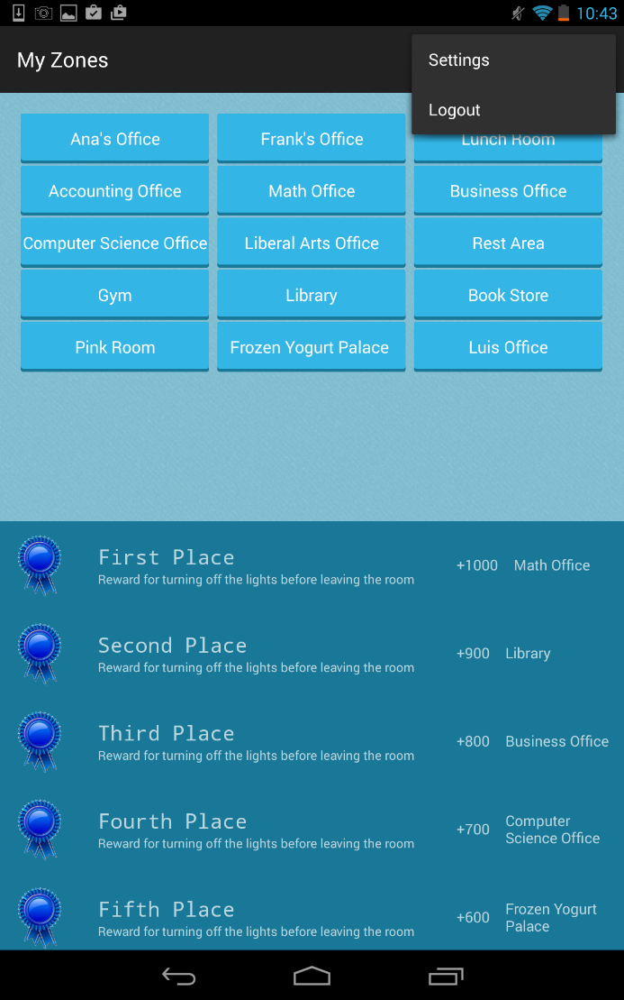 10:43
My Zones
Settings
Logout
Ana's Office Frank's Office Lunch Room
Accounting Office Math Office Business Office
Computer Science Office Liberal Arts Office Rest Area
Gym Library Book Store
Pink Room Frozen Yogurt Palace Luis Office
First Place
Reward for turning off the lights before leaving the room
+1000 Math Office
Second Place
Reward for turning off the lights before leaving the room
+900 Library
Third Place
Reward for turning off the lights before leaving the room
+800 Business Office
Fourth Place
Reward for turning off the lights before leaving the room
+700 Computer
Science Office
Fifth Place
Reward for turning off the lights before leaving the room
+600 Frozen Yogurt
Palace